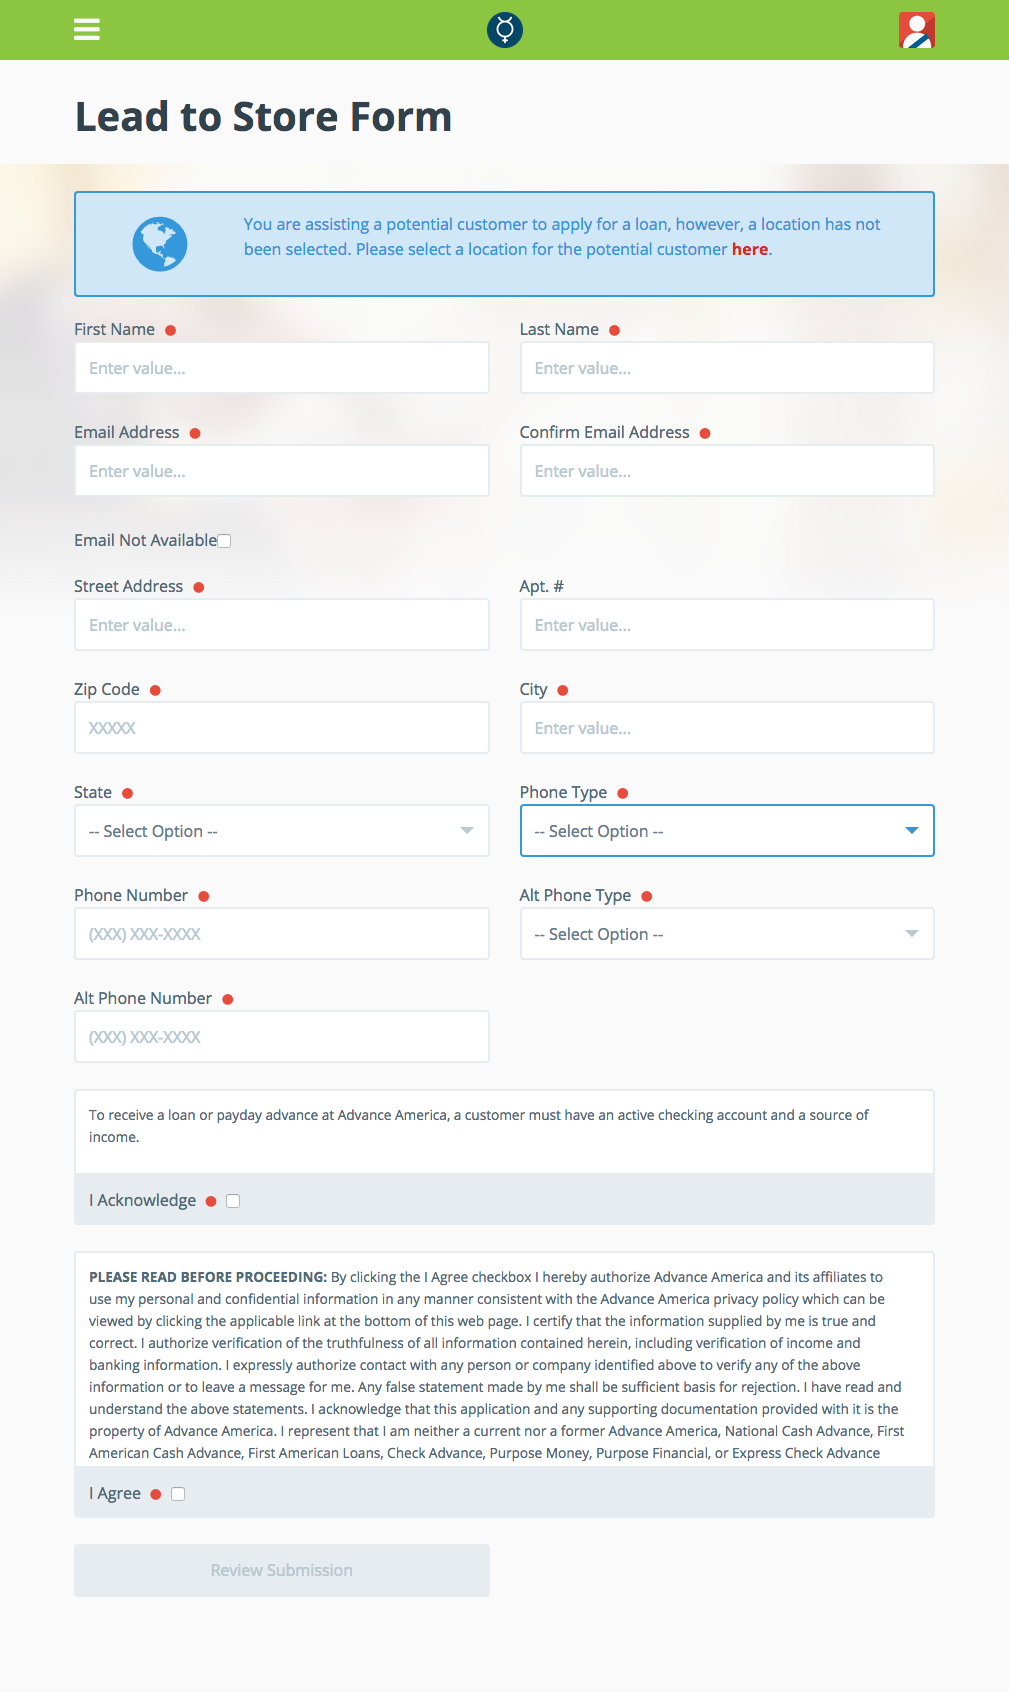 Lead to Store Form
You are assisting a potential customer to apply for a loan, however, a location has not
been selected. Please select a location for the potential customer here.
First Name
Last Name
Enter value...
Enter value...
Email Address
Confirm Email Address
Enter value...
Enter value...
Email Not Available
Street Address
Apt. #
Enter value...
Enter value...
Zip Code
City
XXXXX
Enter value...
State
Phone Type
-- Select Option --
-- Select Option --
Phone Number
Alt Phone Type
(XXX) XXX-XXXX
-- Select Option --
Alt Phone Number
(XXX) XXX-XXXX
To receive a loan or payday advance at Advance America, a customer must have an active checking account and a source of
income.
I Acknowledge
PLEASE READ BEFORE PROCEEDING: By clicking the I Agree checkbox I hereby authorize Advance America and its affiliates to
use my personal and confidential information in any manner consistent with the Advance America privacy policy which can be
viewed by clicking the applicable link at the bottom of this web page. I certify that the information supplied by me is true and
correct. I authorize verification of the truthfulness of all information contained herein, including verification of income and
banking information. I expressly authorize contact with any person or company identified above to verify any of the above
information or to leave a message for me. Any false statement made by me shall be sufficient basis for rejection. I have read and
understand the above statements. I acknowledge that this application and any supporting documentation provided with it is the
property of Advance America. I represent that I am neither a current nor a former Advance America, National Cash Advance, First
American Cash Advance, First American Loans, Check Advance, Purpose Money, Purpose Financial, or Express Check Advance
I Agree
Review Submission